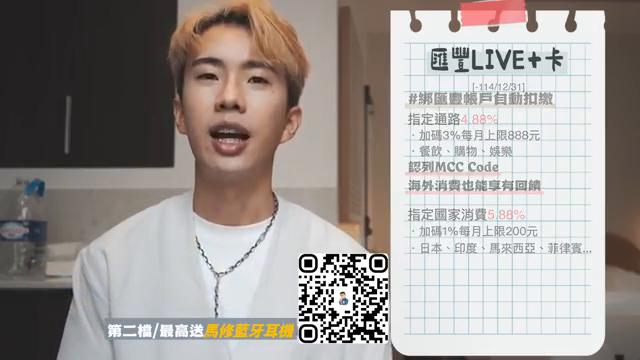 匯豐LIVE+卡
[-114/12/31]
#綁匯豐帳戶自動扣繳
指定通路4.88%
·加碼3%每月上限888元
·餐飲、購物、娛樂
認列MCC Code
海外消費也能享有回饋
指定國家消費5.88%
·加碼1%每月上限200元
·日本、印度、馬來西亞、菲律賓...
第二檔/最高送馬修藍牙耳機